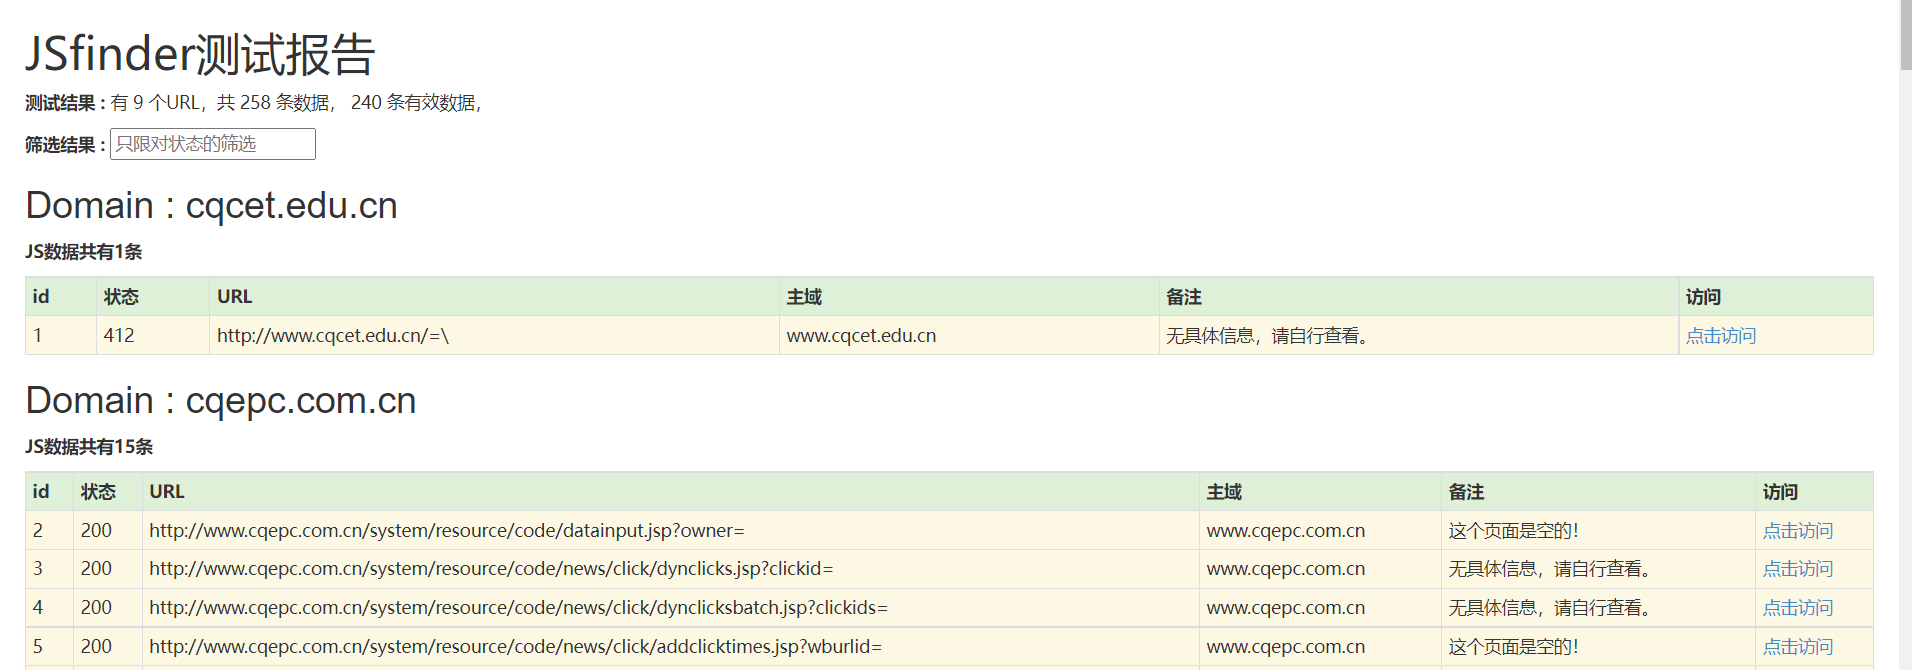 JSfinder测试报告
测试结果 : 有 9 个URL，共 258 条数据， 240 条有效数据，
筛选结果 : 只限对状态的筛选
Domain : cqcet.edu.cn
JS数据共有1条
id 状态 URL 主域 备注 访问
1 412 http://www.cqcet.edu.cn/=\ www.cqcet.edu.cn 无具体信息，请自行查看。 点击访问
Domain : cqepc.com.cn
JS数据共有15条
id 状态 URL 主域 备注 访问
2 200 http://www.cqepc.com.cn/system/resource/code/datainput.jsp?owner= www.cqepc.com.cn 这个页面是空的！ 点击访问
3 200 http://www.cqepc.com.cn/system/resource/code/news/click/dynclicks.jsp?clickid= www.cqepc.com.cn 无具体信息，请自行查看。 点击访问
4 200 http://www.cqepc.com.cn/system/resource/code/news/click/dynclicksbatch.jsp?clickids= www.cqepc.com.cn 无具体信息，请自行查看。 点击访问
5 200 http://www.cqepc.com.cn/system/resource/code/news/click/addclicktimes.jsp?wburlid= www.cqepc.com.cn 这个页面是空的！ 点击访问